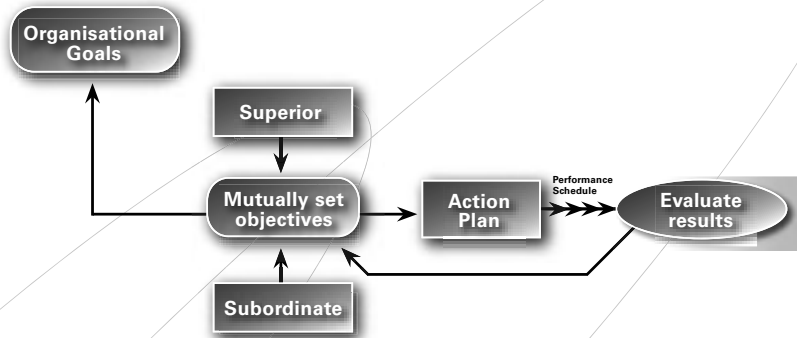 Organisational
Goals
Superior
Mutually set
objectives
Action
Plan
Performance
Schedule
Evaluate
results
Subordinate